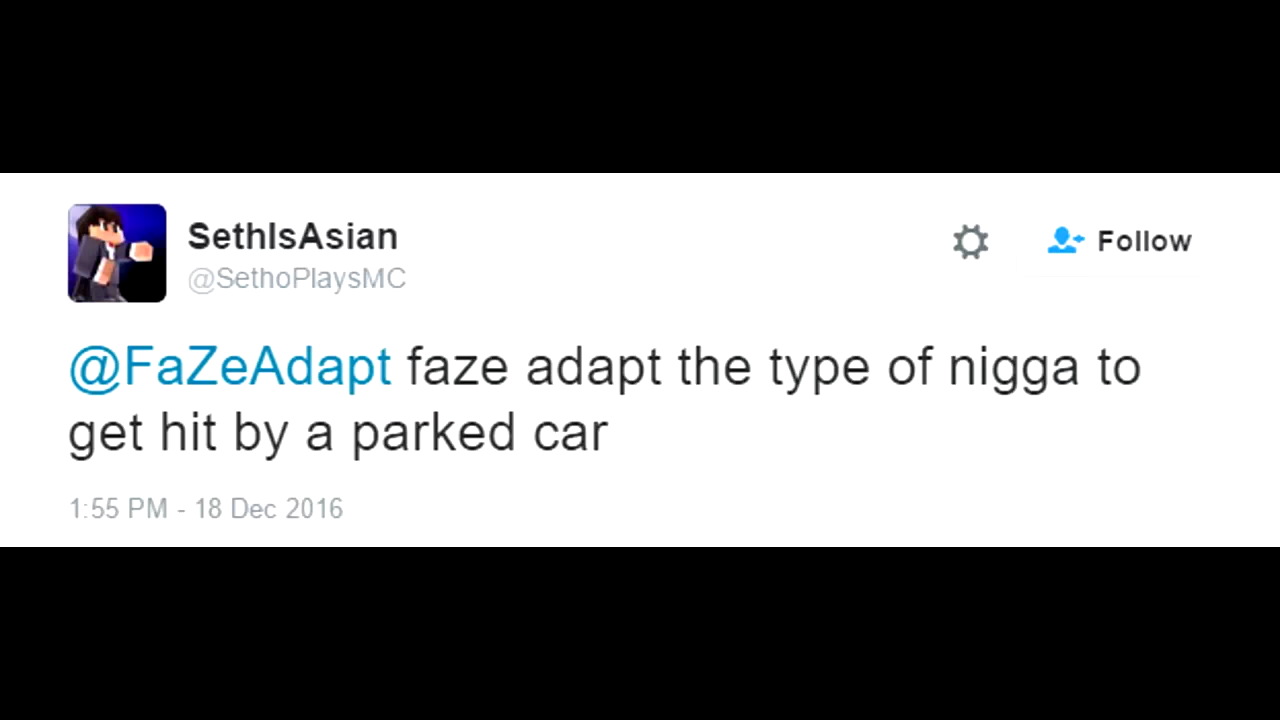 SethIsAsian
@SethoPlaysMC
Follow
@FaZeAdapt faze adapt the type of nigga to
get hit by a parked car
1:55 PM - 18 Dec 2016